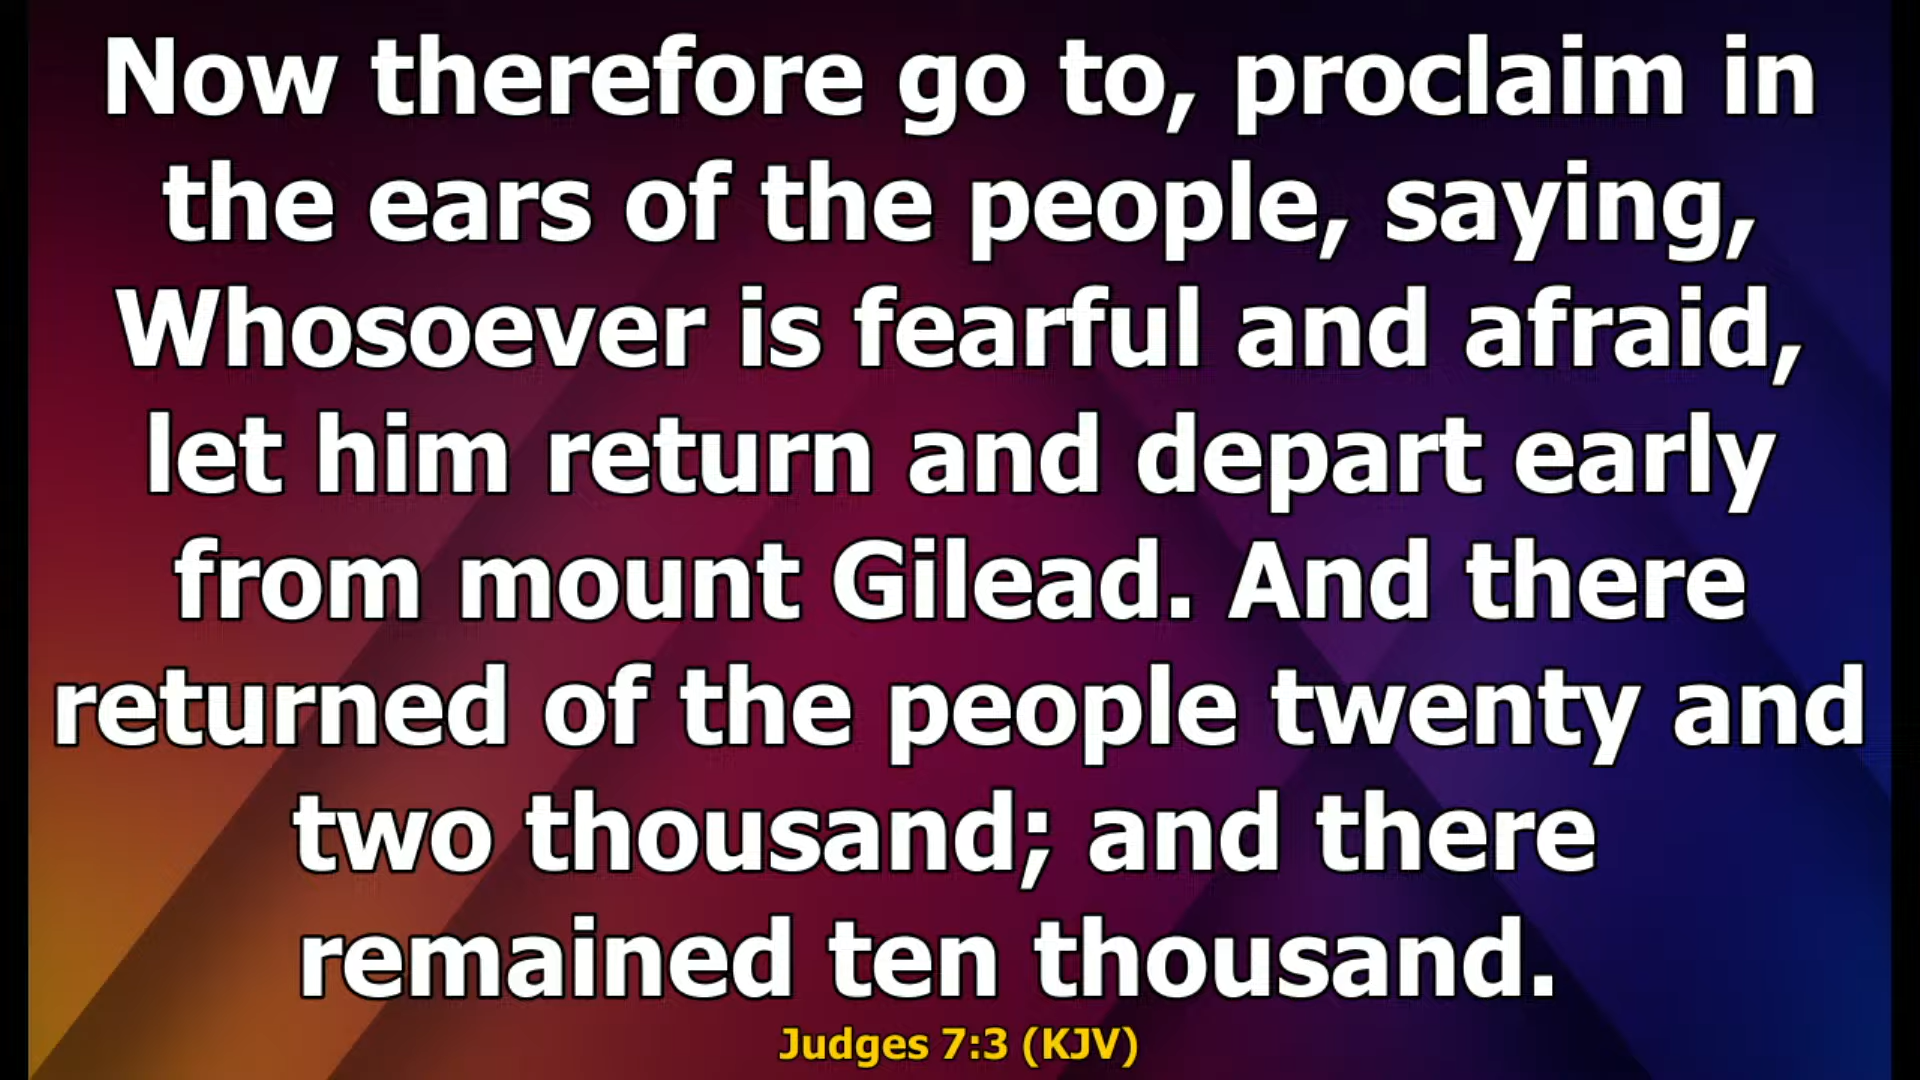 Now therefore go to, proclaim in
the ears of the people, saying,
Whosoever is fearful and afraid,
let him return and depart early
from mount Gilead. And there
returned of the people twenty and
two thousand; and there
remained ten thousand.
Judges 7:3 (KJV)